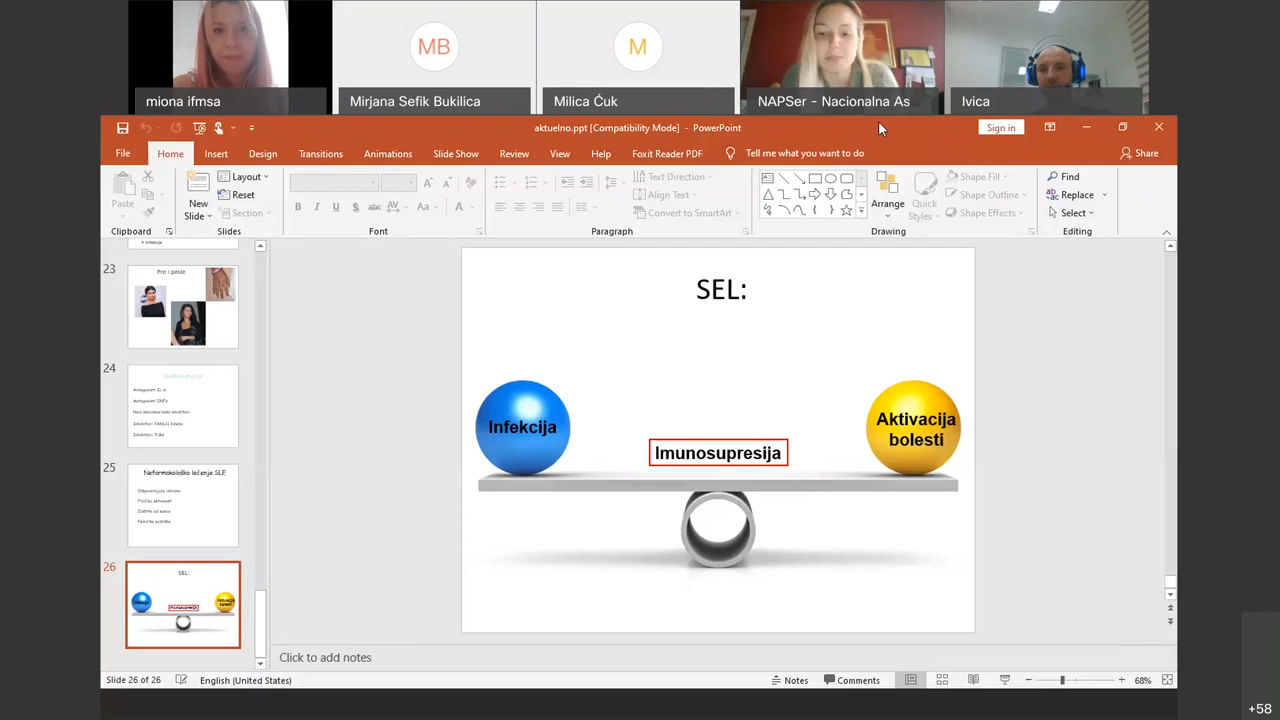 MB
M
miona ifmsa
Mirjana Sefik Bukilica
Milica Ćuk
NAPSer - Nacionalna As
Ivica
aktuelno.ppt [Compatibility Mode] - PowerPoint
Sign in
File
Home
Insert
Design
Transitions
Animations
Slide Show
Review
View
Help
Foxit Reader PDF
Tell me what you want to do
Share
Paste
New
Slide
Layout
Reset
Section
Text Direction
Align Text
Convert to SmartArt
Arrange
Quick
Styles
Shape Fill
Shape Outline
Shape Effects
Find
Replace
Select
Clipboard
Slides
Font
Paragraph
Drawing
Editing
23
Pre i posle
24
25
Nefarmakološko lečenje SLE
Fizička aktivnost
26
SEL:
SEL:
Infekcija
Imunosupresija
Aktivacija
bolesti
Click to add notes
Slide 26 of 26
English (United States)
Notes
Comments
68%
+58